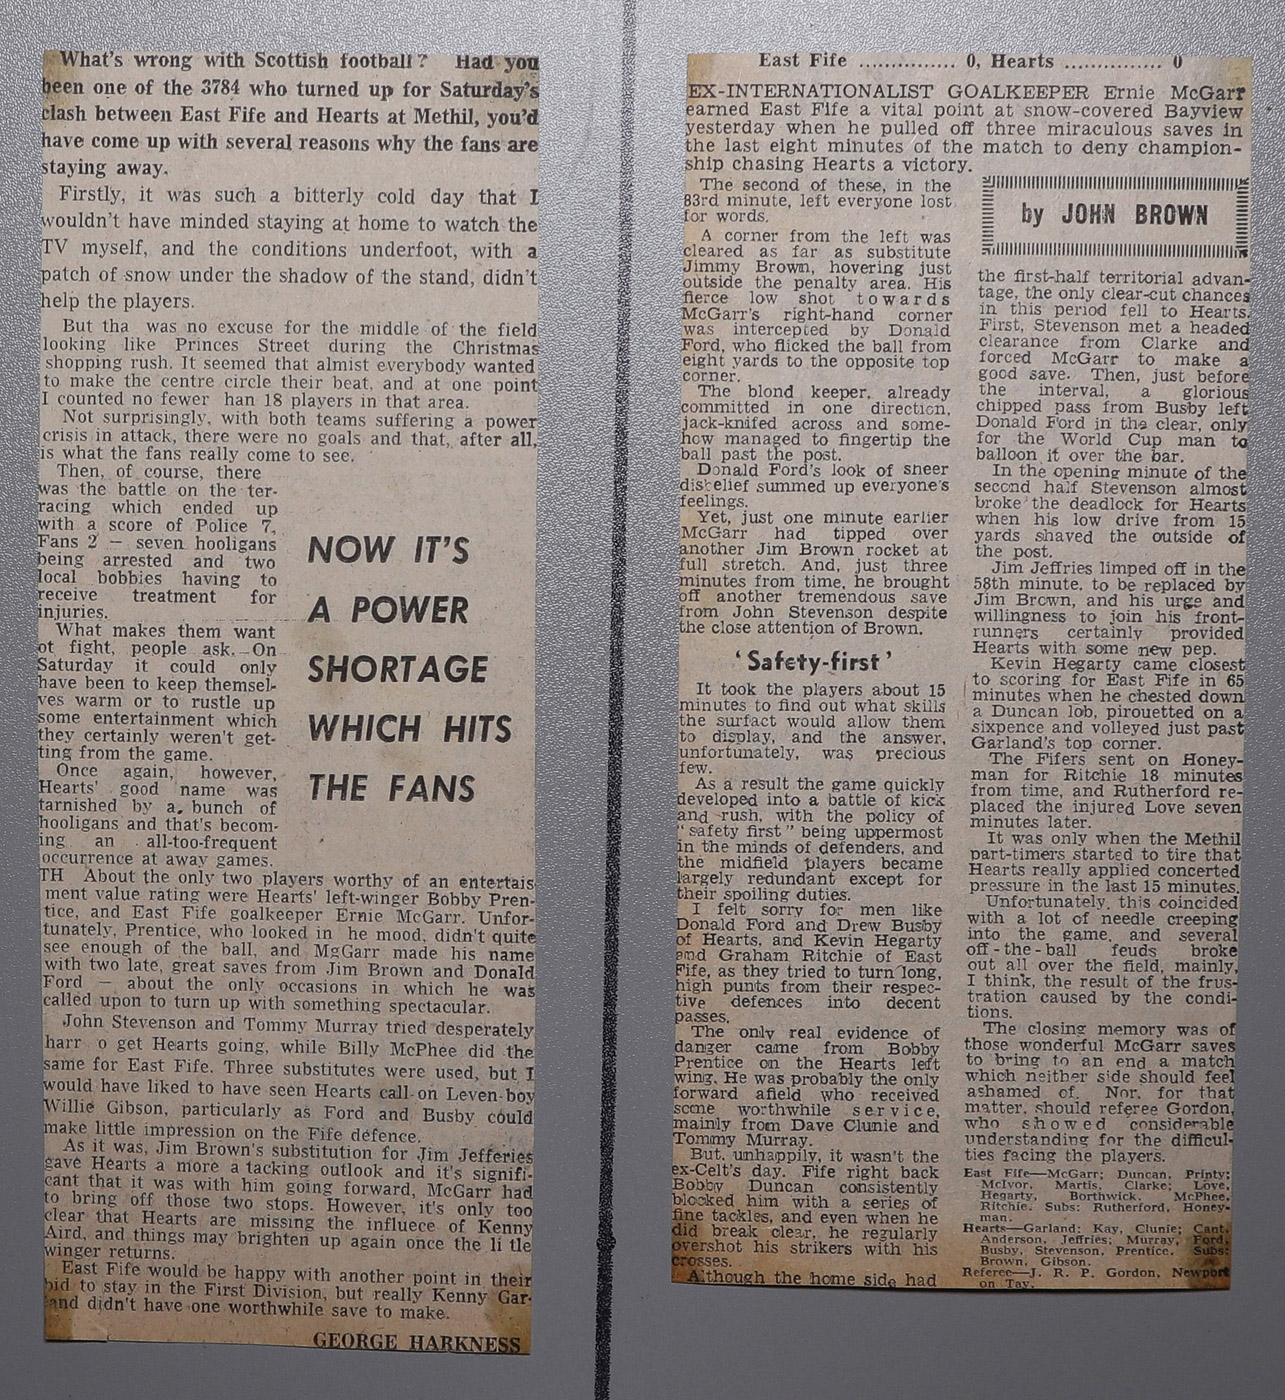 What's wrong with Scottish football? Had you
been one of the 3784 who turned up for Saturday's
clash between East Fife and Hearts at Methil, you'd
have come up with several reasons why the fans are
staying away.
Firstly, it was such a bitterly cold day that I
wouldn't have minded staying at home to watch the
TV myself, and the conditions underfoot, with a
patch of snow under the shadow of the stand, didn't
help the players.
But tha was no excuse for the middle of the field
looking like Princes Street during the Christmas
shopping rush. It seemed that almist everybody wanted
to make the centre circle their beat, and at one point
I counted no fewer han 18 players in that area.
Not surprisingly, with both teams suffering a power
crisis in attack, there were no goals and that, after all,
is what the fans really come to see.
Then, of course, there
was the battle on the ter-
racing which ended up
with a score of Police 7,
Fans 2 — seven hooligans
being arrested and two
local bobbies having to
receive treatment for
injuries.
What makes them want
ot fight, people ask. On
Saturday it could only
have been to keep themsel-
ves warm or to rustle up
some entertainment which
they certainly weren't get-
ting from the game.
Once again, however,
Hearts' good name was
tarnished by a bunch of
hooligans and that's becom-
ing an all-too-frequent
occurrence at away games.
NOW IT'S
A POWER
SHORTAGE
WHICH HITS
THE FANS
TH About the only two players worthy of an entertais
ment value rating were Hearts' left-winger Bobby Pren-
tice, and East Fife goalkeeper Ernie McGarr. Unfor-
tunately, Prentice, who looked in he mood, didn't quite
see enough of the ball, and MgGarr made his name
with two late, great saves from Jim Brown and Donald
Ford — about the only occasions in which he was
called upon to turn up with something spectacular.
John Stevenson and Tommy Murray tried desperately
harr o get Hearts going, while Billy McPhee did the
same for East Fife. Three substitutes were used, but I
would have liked to have seen Hearts call on Leven boy
Willie Gibson, particularly as Ford and Busby could
make little impression on the Fife defence.
As it was, Jim Brown's substitution for Jim Jefferies
gave Hearts a more a tacking outlook and it's signifi-
cant that it was with him going forward, McGarr had
to bring off those two stops. However, it's only too
clear that Hearts are missing the influece of Kenny
Aird, and things may brighten up again once the li tle
winger returns.
East Fife would be happy with another point in their
bid to stay in the First Division, but really Kenny Gar-
and didn't have one worthwhile save to make.
GEORGE HARKNESS
East Fife .............. 0, Hearts .............. 0
EX-INTERNATIONALIST GOALKEEPER Ernie McGarr
earned East Fife a vital point at snow-covered Bayview
yesterday when he pulled off three miraculous saves in
the last eight minutes of the match to deny champion-
ship chasing Hearts a victory.
The second of these, in the
83rd minute, left everyone lost
for words.
A corner from the left was
cleared as far as substitute
Jimmy Brown, hovering just
outside the penalty area. His
fierce low shot towards
McGarr's right-hand corner
was intercepted by Donald
Ford, who flicked the ball from
eight yards to the opposite top
corner.
The blond keeper, already
committed in one direction,
jack-knifed across and some-
how managed to fingertip the
ball past the post.
Donald Ford's look of sheer
disbelief summed up everyone's
feelings.
Yet, just one minute earlier
McGarr had tipped over
another Jim Brown rocket at
full stretch. And, just three
minutes from time, he brought
off another tremendous save
from John Stevenson despite
the close attention of Brown.
'Safety-first'
It took the players about 15
minutes to find out what skills
the surfact would allow them
to display, and the answer,
unfortunately, was precious
few.
As a result the game quickly
developed into a battle of kick
and rush, with the policy of
"safety first" being uppermost
in the minds of defenders, and
the midfield players became
largely redundant except for
their spoiling duties.
I felt sorry for men like
Donald Ford and Drew Busby
of Hearts, and Kevin Hegarty
and Graham Ritchie of East
Fife, as they tried to turn long,
high punts from their respec-
tive defences into decent
passes.
The only real evidence of
danger came from Bobby
Prentice on the Hearts left
wing. He was probably the only
forward afield who received
some worthwhile service,
mainly from Dave Clunie and
Tommy Murray.
But, unhappily, it wasn't the
ex-Celt's day. Fife right back
Bobby Duncan consistently
blocked him with a series of
fine tackles, and even when he
did break clear, he regularly
overshot his strikers with his
crosses.
Although the home side had
by JOHN BROWN
the first-half territorial advan-
tage, the only clear-cut chances
in this period fell to Hearts.
First, Stevenson met a headed
clearance from Clarke and
forced McGarr to make a
good save. Then, just before
the interval, a glorious
chipped pass from Busby left
Donald Ford in the clear, only
for the World Cup man to
balloon it over the bar.
In the opening minute of the
second half Stevenson almost
broke the deadlock for Hearts
when his low drive from 15
yards shaved the outside of
the post.
Jim Jeffries limped off in the
58th minute, to be replaced by
Jim Brown, and his urge and
willingness to join his front-
runners certainly provided
Hearts with some new pep.
Kevin Hegarty came closest
to scoring for East Fife in 65
minutes when he chested down
a Duncan lob, pirouetted on a
sixpence and volleyed just past
Garland's top corner.
The Fifers sent on Honey-
man for Ritchie 18 minutes
from time, and Rutherford re-
placed the injured Love seven
minutes later.
It was only when the Methil
part-timers started to tire that
Hearts really applied concerted
pressure in the last 15 minutes.
Unfortunately, this coincided
with a lot of needle creeping
into the game, and several
off-the-ball feuds broke
out all over the field, mainly,
I think, the result of the frus-
tration caused by the condi-
tions.
The closing memory was of
those wonderful McGarr saves
to bring to an end a match
which neither side should feel
ashamed of. Nor, for that
matter, should referee Gordon,
who showed considerable
understanding for the difficul-
ties facing the players.
East Fife—McGarr; Duncan, Printy;
McIvor, Martis, Clarke; Love,
Hegarty, Borthwick, McPhee,
Ritchie. Subs: Rutherford, Honey-
man.
Hearts—Garland; Kay, Clunie; Cant,
Anderson, Jeffries; Murray, Ford,
Busby, Stevenson, Prentice. Subs:
Brown, Gibson.
Referee—J. R. P. Gordon, Newport
on Tay.